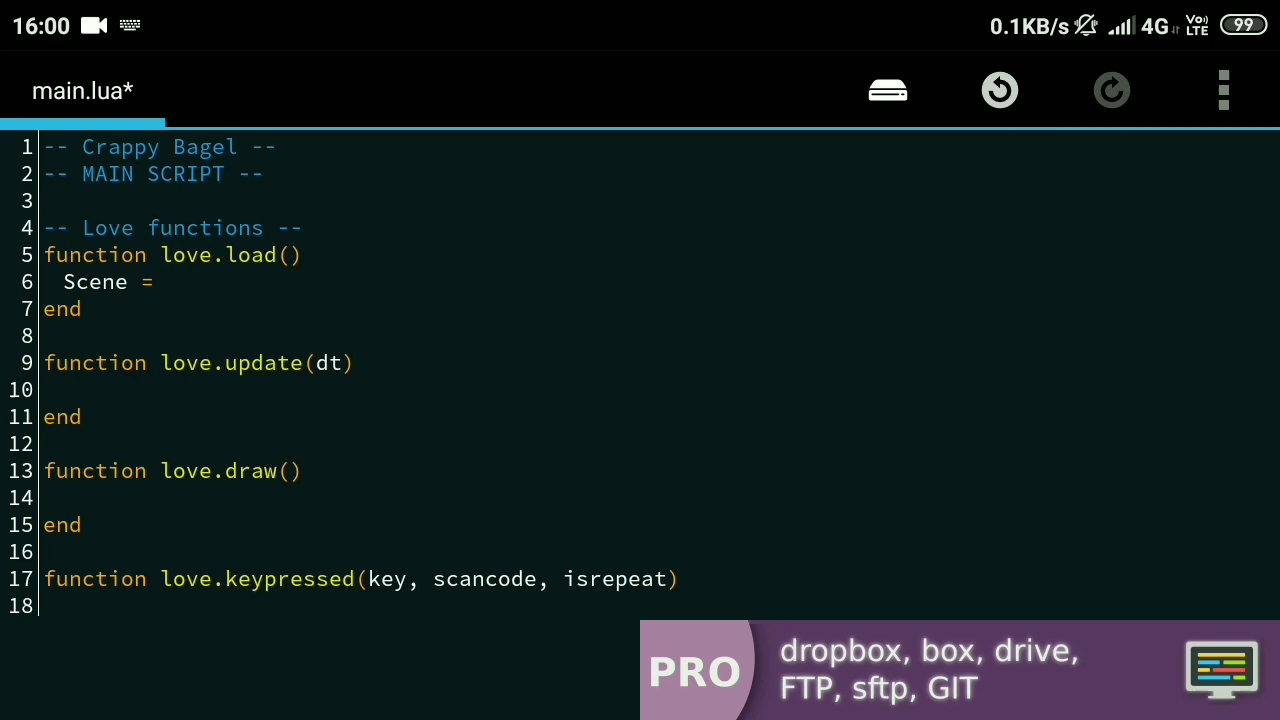 16:00 0.1KB/s 4G Vo) LTE 99
main.lua*
1 -- Crappy Bagel --
2 -- MAIN SCRIPT --
3
4 -- Love functions --
5 function love.load()
6 Scene =
7 end
8
9 function love.update(dt)
10
11 end
12
13 function love.draw()
14
15 end
16
17 function love.keypressed(key, scancode, isrepeat)
18
PRO
dropbox, box, drive,
FTP, sftp, GIT